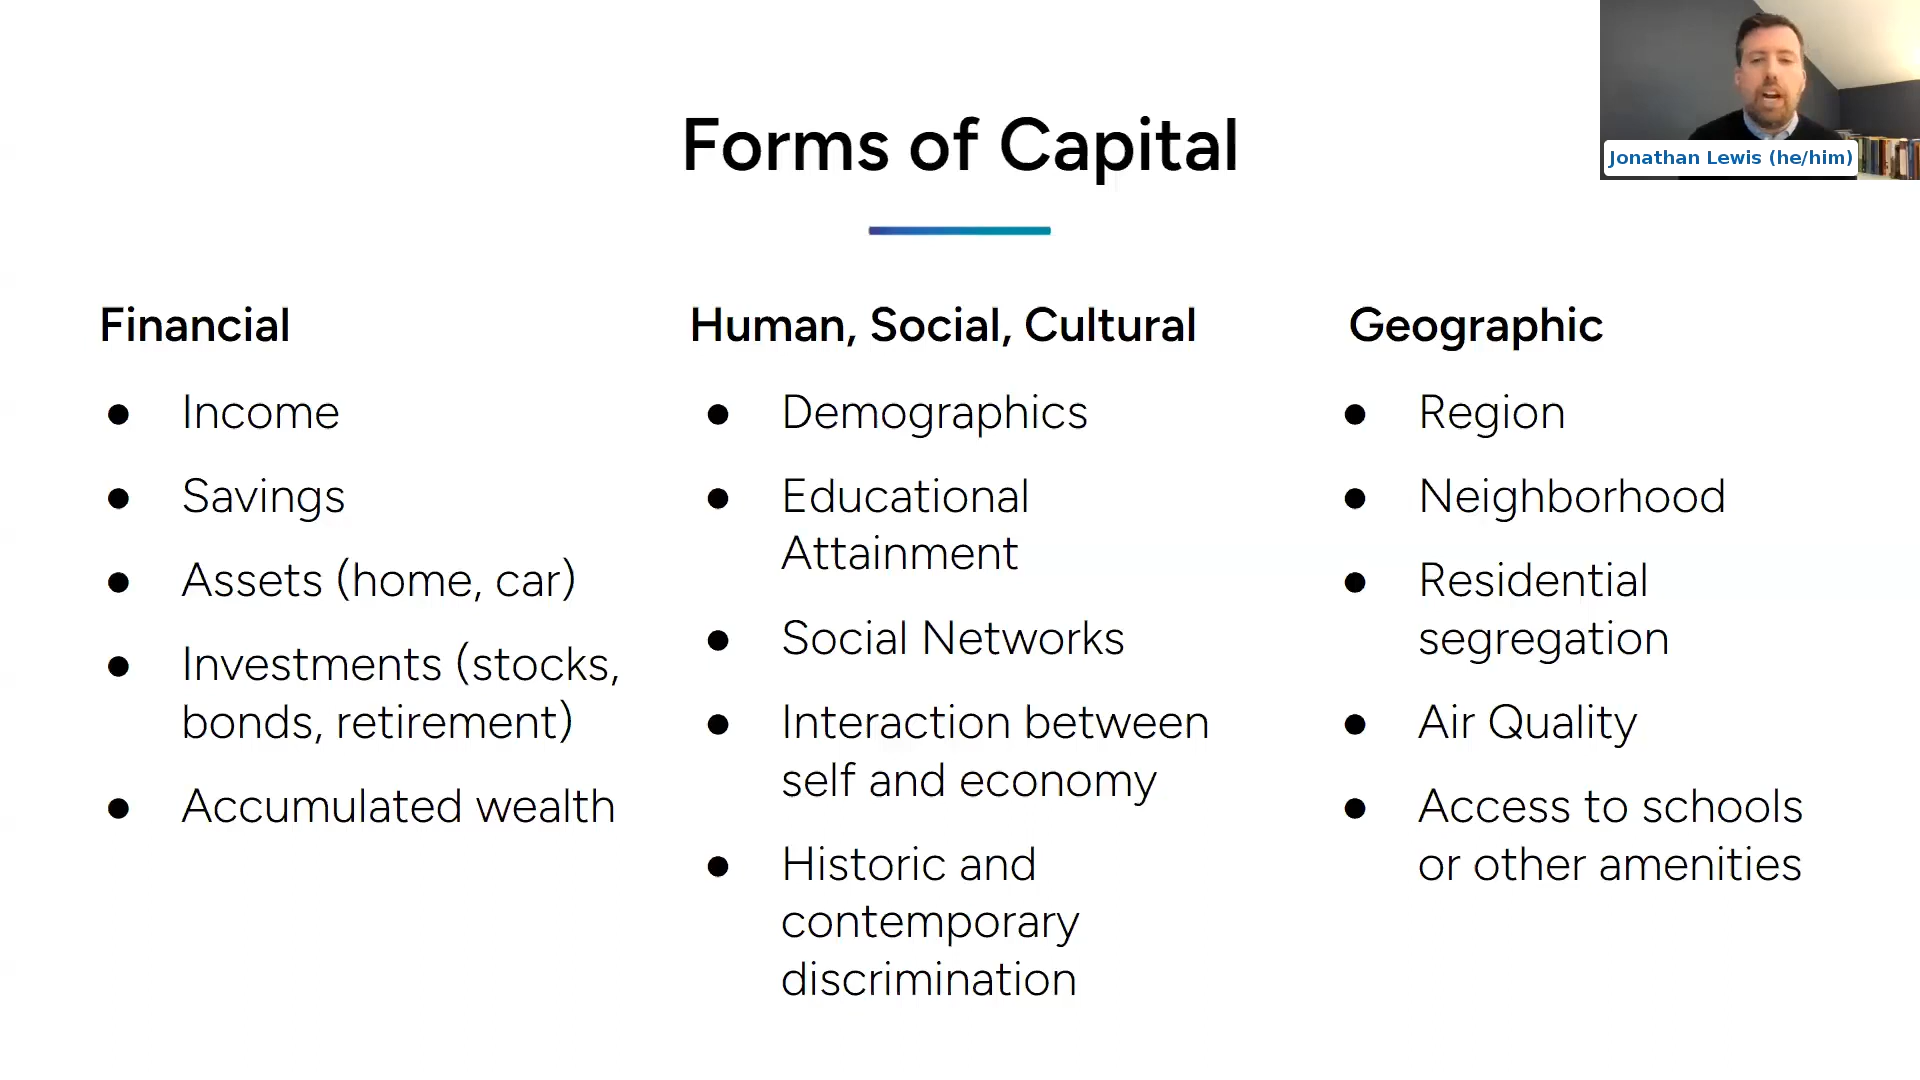 Forms of Capital
Jonathan Lewis (he/him)
Financial
● Income
● Savings
● Assets (home, car)
● Investments (stocks,
bonds, retirement)
● Accumulated wealth
Human, Social, Cultural
● Demographics
● Educational
Attainment
● Social Networks
● Interaction between
self and economy
● Historic and
contemporary
discrimination
Geographic
● Region
● Neighborhood
● Residential
segregation
● Air Quality
● Access to schools
or other amenities